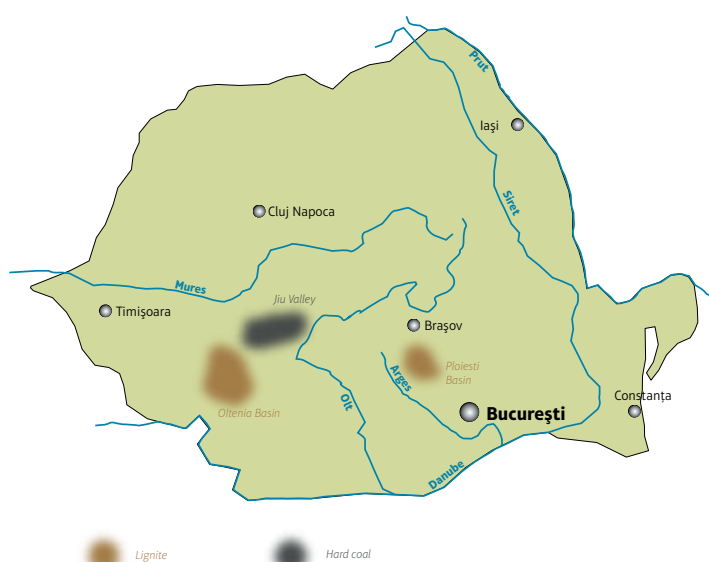 Prut
Iaşi
Siret
Cluj Napoca
Mures
Jiu Valley
Timişoara
Braşov
Ploiesti
Basin
Arges
Constanţa
Olt
Oltenia Basin
Bucureşti
Danube
Lignite
Hard coal